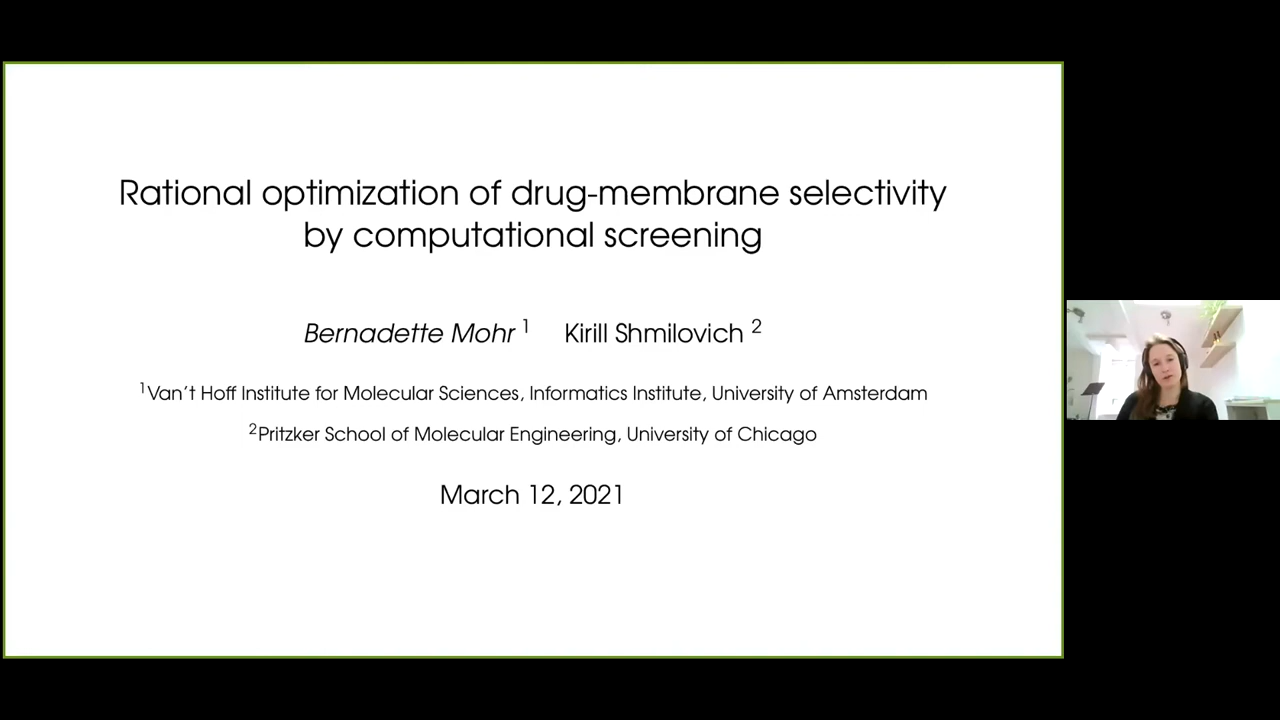 Rational optimization of drug-membrane selectivity
by computational screening
Bernadette Mohr ¹ Kirill Shmilovich ²
¹Van't Hoff Institute for Molecular Sciences, Informatics Institute, University of Amsterdam
²Pritzker School of Molecular Engineering, University of Chicago
March 12, 2021